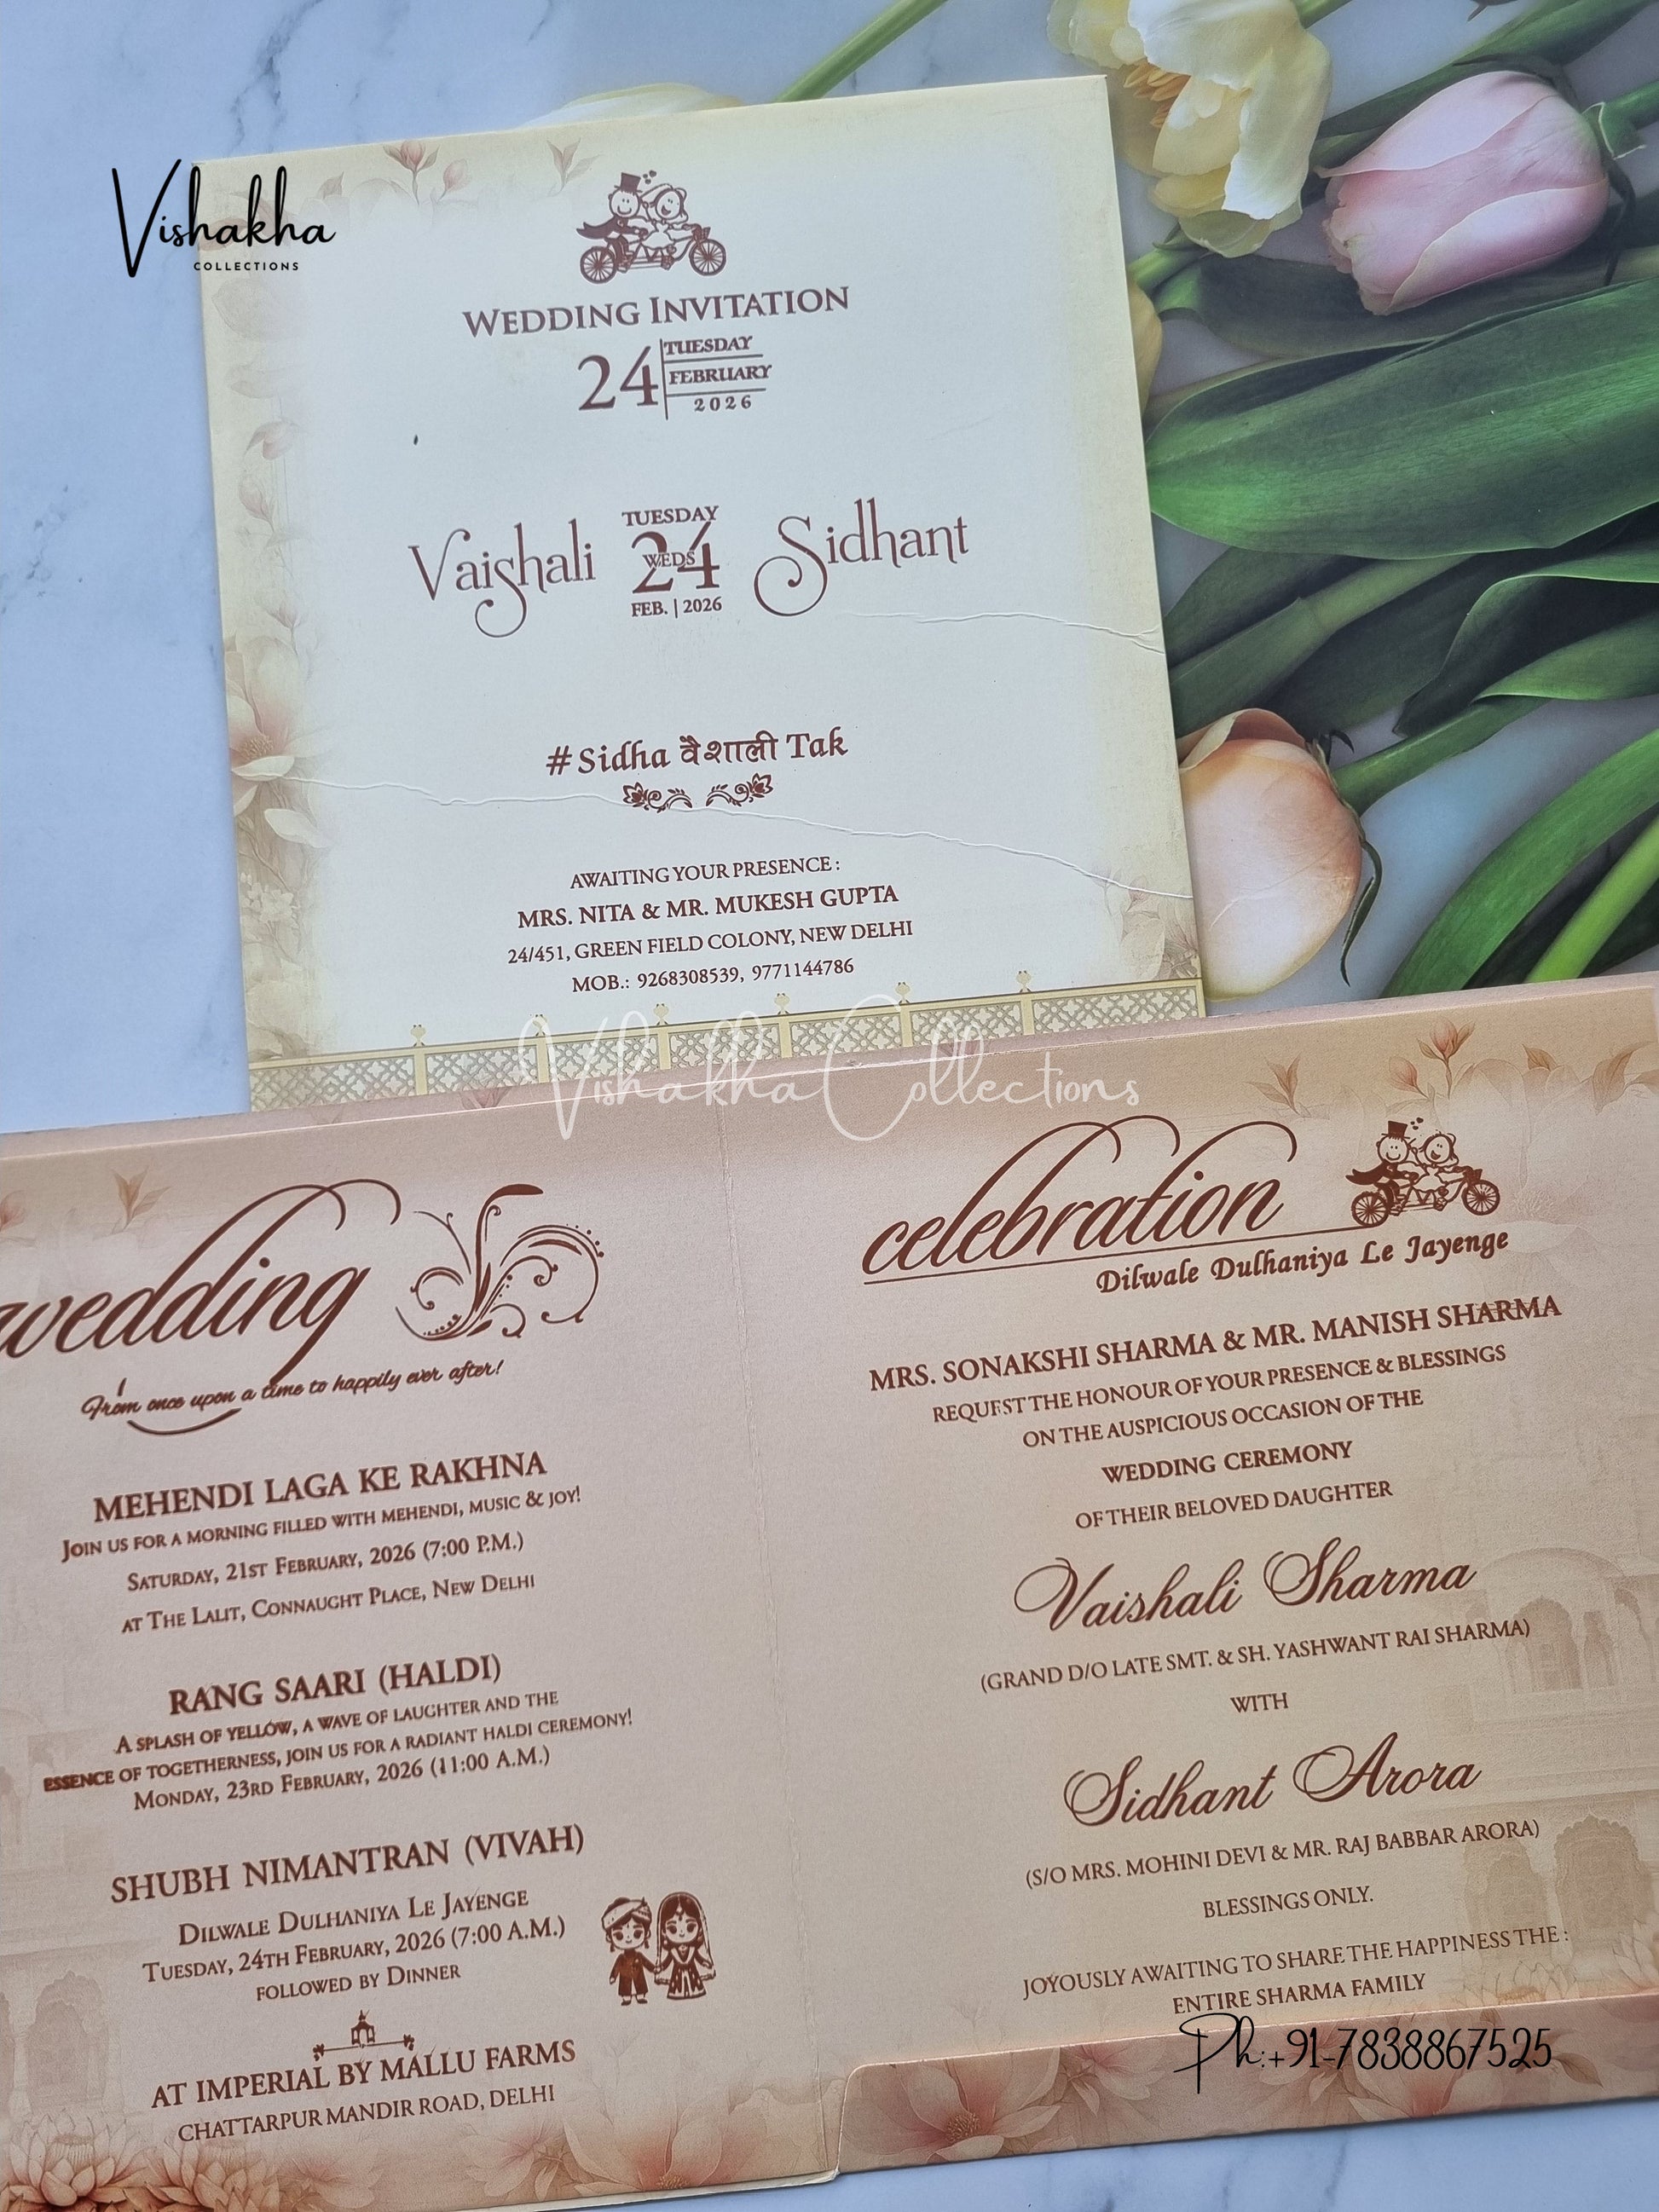 Vishakha
COLLECTIONS
WEDDING INVITATION
24
TUESDAY
FEBRUARY
2026
Vaishali
TUESDAY
24
WEDS
FEB. | 2026
Sidhant
#Sidha वैशाली Tak
AWAITING YOUR PRESENCE :
MRS. NITA & MR. MUKESH GUPTA
24/451, GREEN FIELD COLONY, NEW DELHI
MOB.: 9268308539, 9771144786
Vishakha Collections
wedding
From once upon a time to happily ever after!
MEHENDI LAGA KE RAKHNA
JOIN US FOR A MORNING FILLED WITH MEHENDI, MUSIC & JOY!
SATURDAY, 21ST FEBRUARY, 2026 (7:00 P.M.)
AT THE LALIT, CONNAUGHT PLACE, NEW DELHI
RANG SAARI (HALDI)
A SPLASH OF YELLOW, A WAVE OF LAUGHTER AND THE
ESSENCE OF TOGETHERNESS, JOIN US FOR A RADIANT HALDI CEREMONY!
MONDAY, 23RD FEBRUARY, 2026 (11:00 A.M.)
SHUBH NIMANTRAN (VIVAH)
DILWALE DULHANIYA LE JAYENGE
TUESDAY, 24TH FEBRUARY, 2026 (7:00 A.M.)
FOLLOWED BY DINNER
AT IMPERIAL BY MALLU FARMS
CHATTARPUR MANDIR ROAD, DELHI
celebration
Dilwale Dulhaniya Le Jayenge
MRS. SONAKSHI SHARMA & MR. MANISH SHARMA
REQUEST THE HONOUR OF YOUR PRESENCE & BLESSINGS
ON THE AUSPICIOUS OCCASION OF THE
WEDDING CEREMONY
OF THEIR BELOVED DAUGHTER
Vaishali Sharma
(GRAND D/O LATE SMT. & SH. YASHWANT RAI SHARMA)
WITH
Sidhant Arora
(S/O MRS. MOHINI DEVI & MR. RAJ BABBAR ARORA)
BLESSINGS ONLY.
JOYOUSLY AWAITING TO SHARE THE HAPPINESS THE :
ENTIRE SHARMA FAMILY
Ph:+91-7838867525